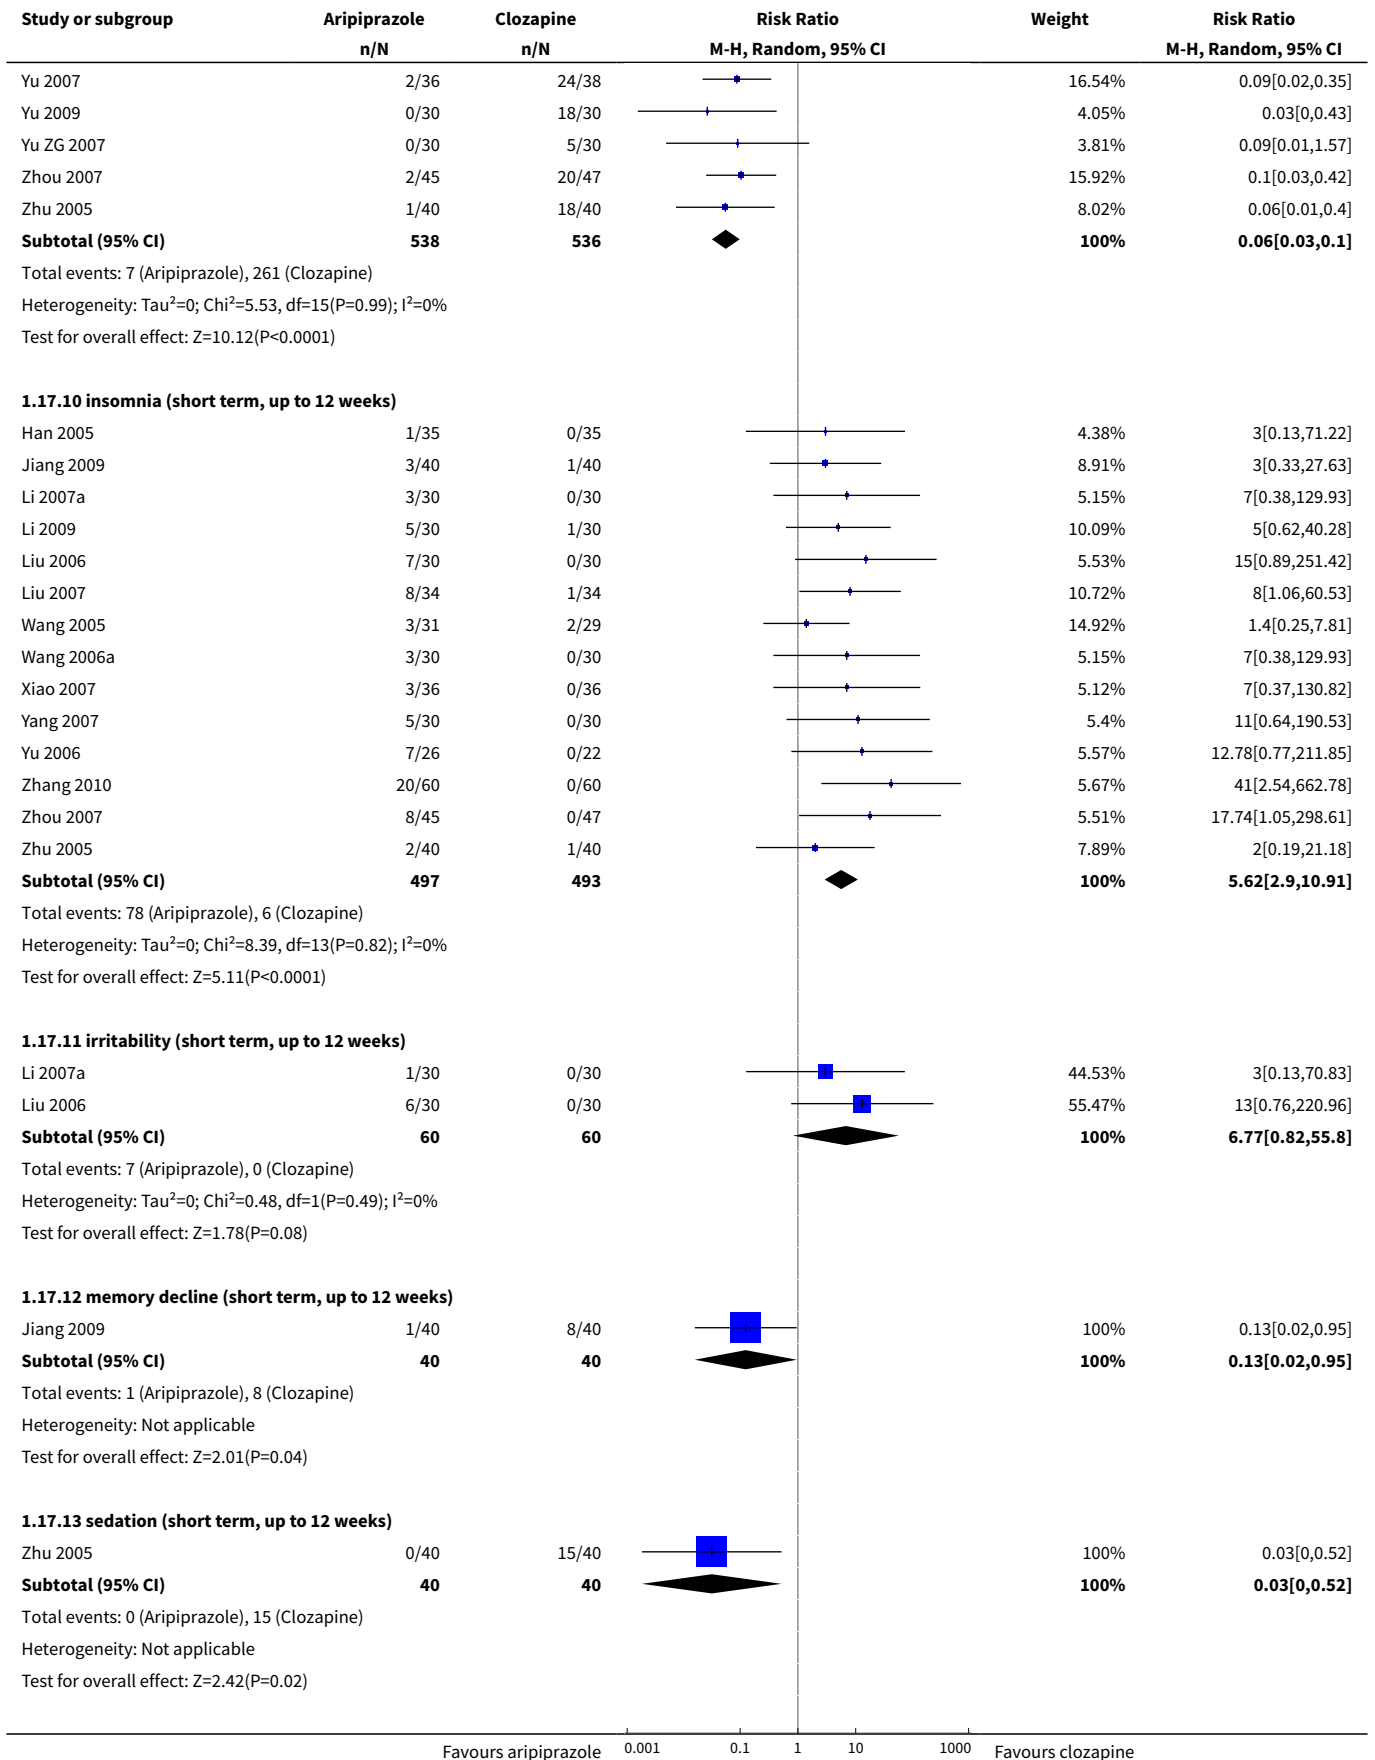 Study or subgroup Aripiprazole Clozapine Risk Ratio Weight Risk Ratio
n/N n/N M-H, Random, 95% CI M-H, Random, 95% CI
Yu 2007 2/36 24/38 16.54% 0.09[0.02,0.35]
Yu 2009 0/30 18/30 4.05% 0.03[0,0.43]
Yu ZG 2007 0/30 5/30 3.81% 0.09[0.01,1.57]
Zhou 2007 2/45 20/47 15.92% 0.1[0.03,0.42]
Zhu 2005 1/40 18/40 8.02% 0.06[0.01,0.4]
Subtotal (95% CI) 538 536 100% 0.06[0.03,0.1]
Total events: 7 (Aripiprazole), 261 (Clozapine)
Heterogeneity: Tau²=0; Chi²=5.53, df=15(P=0.99); I²=0%
Test for overall effect: Z=10.12(P<0.0001)
1.17.10 insomnia (short term, up to 12 weeks)
Han 2005 1/35 0/35 4.38% 3[0.13,71.22]
Jiang 2009 3/40 1/40 8.91% 3[0.33,27.63]
Li 2007a 3/30 0/30 5.15% 7[0.38,129.93]
Li 2009 5/30 1/30 10.09% 5[0.62,40.28]
Liu 2006 7/30 0/30 5.53% 15[0.89,251.42]
Liu 2007 8/34 1/34 10.72% 8[1.06,60.53]
Wang 2005 3/31 2/29 14.92% 1.4[0.25,7.81]
Wang 2006a 3/30 0/30 5.15% 7[0.38,129.93]
Xiao 2007 3/36 0/36 5.12% 7[0.37,130.82]
Yang 2007 5/30 0/30 5.4% 11[0.64,190.53]
Yu 2006 7/26 0/22 5.57% 12.78[0.77,211.85]
Zhang 2010 20/60 0/60 5.67% 41[2.54,662.78]
Zhou 2007 8/45 0/47 5.51% 17.74[1.05,298.61]
Zhu 2005 2/40 1/40 7.89% 2[0.19,21.18]
Subtotal (95% CI) 497 493 100% 5.62[2.9,10.91]
Total events: 78 (Aripiprazole), 6 (Clozapine)
Heterogeneity: Tau²=0; Chi²=8.39, df=13(P=0.82); I²=0%
Test for overall effect: Z=5.11(P<0.0001)
1.17.11 irritability (short term, up to 12 weeks)
Li 2007a 1/30 0/30 44.53% 3[0.13,70.83]
Liu 2006 6/30 0/30 55.47% 13[0.76,220.96]
Subtotal (95% CI) 60 60 100% 6.77[0.82,55.8]
Total events: 7 (Aripiprazole), 0 (Clozapine)
Heterogeneity: Tau²=0; Chi²=0.48, df=1(P=0.49); I²=0%
Test for overall effect: Z=1.78(P=0.08)
1.17.12 memory decline (short term, up to 12 weeks)
Jiang 2009 1/40 8/40 100% 0.13[0.02,0.95]
Subtotal (95% CI) 40 40 100% 0.13[0.02,0.95]
Total events: 1 (Aripiprazole), 8 (Clozapine)
Heterogeneity: Not applicable
Test for overall effect: Z=2.01(P=0.04)
1.17.13 sedation (short term, up to 12 weeks)
Zhu 2005 0/40 15/40 100% 0.03[0,0.52]
Subtotal (95% CI) 40 40 100% 0.03[0,0.52]
Total events: 0 (Aripiprazole), 15 (Clozapine)
Heterogeneity: Not applicable
Test for overall effect: Z=2.42(P=0.02)
Favours aripiprazole 0.001 0.1 1 10 1000 Favours clozapine